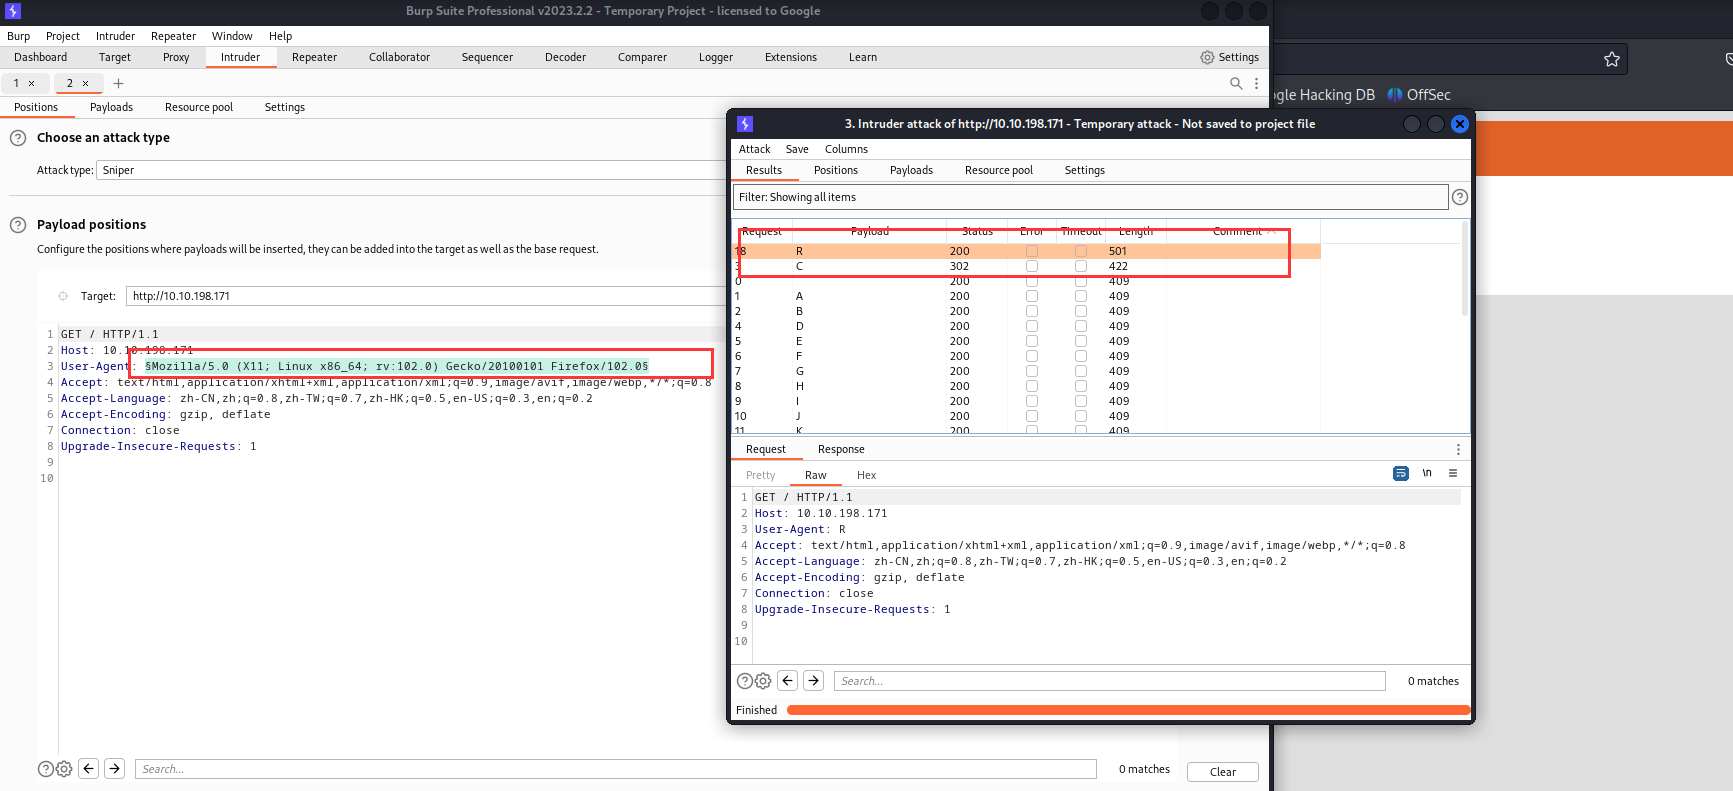 Burp Suite Professional v2023.2.2 - Temporary Project - licensed to Google
Burp Project Intruder Repeater Window Help
Dashboard Target Proxy Intruder Repeater Collaborator Sequencer Decoder Comparer Logger Extensions Learn Settings
1 × 2 × +
Positions Payloads Resource pool Settings
? Choose an attack type
Attack type: Sniper
? Payload positions
Configure the positions where payloads will be inserted, they can be added into the target as well as the base request.
Target: http://10.10.198.171
1 GET / HTTP/1.1
2 Host: 10.10.198.171
3 User-Agent: §Mozilla/5.0 (X11; Linux x86_64; rv:102.0) Gecko/20100101 Firefox/102.0§
4 Accept: text/html,application/xhtml+xml,application/xml;q=0.9,image/avif,image/webp,*/*;q=0.8
5 Accept-Language: zh-CN,zh;q=0.8,zh-TW;q=0.7,zh-HK;q=0.5,en-US;q=0.3,en;q=0.2
6 Accept-Encoding: gzip, deflate
7 Connection: close
8 Upgrade-Insecure-Requests: 1
9
10
? Search... 0 matches Clear
gle Hacking DB OffSec
3. Intruder attack of http://10.10.198.171 - Temporary attack - Not saved to project file
Attack Save Columns
Results Positions Payloads Resource pool Settings
Filter: Showing all items ?
Request Payload Status Error Timeout Length Comment
18 R 200 501
3 C 302 422
0 200 409
1 A 200 409
2 B 200 409
4 D 200 409
5 E 200 409
6 F 200 409
7 G 200 409
8 H 200 409
9 I 200 409
10 J 200 409
11 K 200 409
Request Response
Pretty Raw Hex \n
1 GET / HTTP/1.1
2 Host: 10.10.198.171
3 User-Agent: R
4 Accept: text/html,application/xhtml+xml,application/xml;q=0.9,image/avif,image/webp,*/*;q=0.8
5 Accept-Language: zh-CN,zh;q=0.8,zh-TW;q=0.7,zh-HK;q=0.5,en-US;q=0.3,en;q=0.2
6 Accept-Encoding: gzip, deflate
7 Connection: close
8 Upgrade-Insecure-Requests: 1
9
10
? Search... 0 matches
Finished